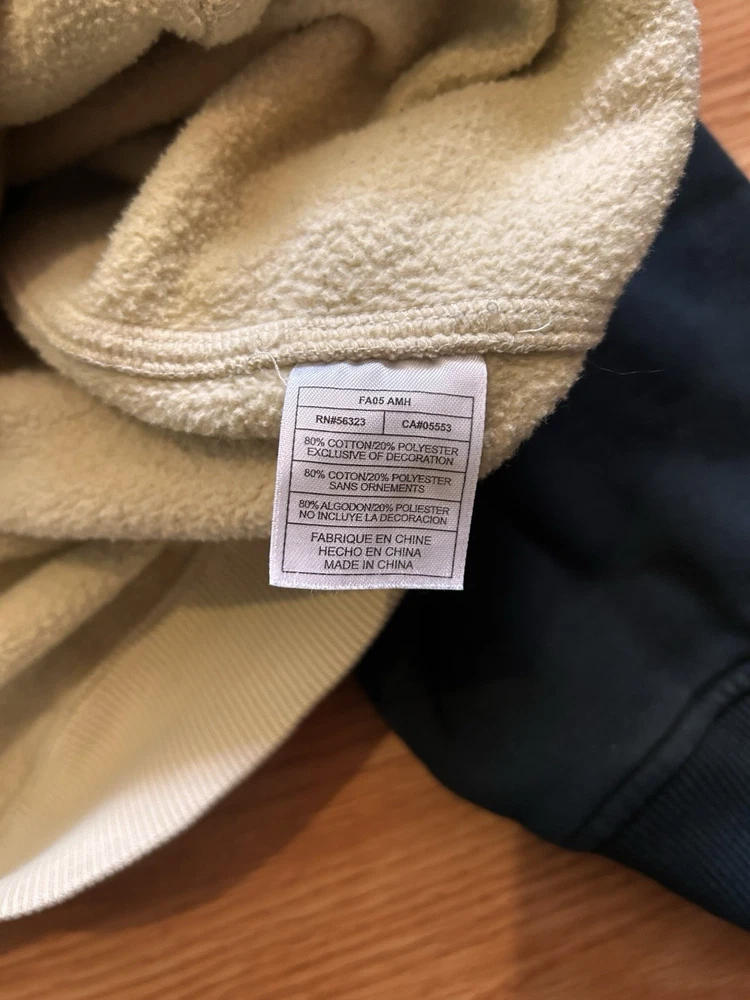 FA05 AMH
RN#56323 CA#05553
80% COTTON/20% POLYESTER
EXCLUSIVE OF DECORATION
80% COTON/20% POLYESTER
SANS ORNEMENTS
80% ALGODON/20% POLIESTER
NO INCLUYE LA DECORACION
FABRIQUE EN CHINE
HECHO EN CHINA
MADE IN CHINA